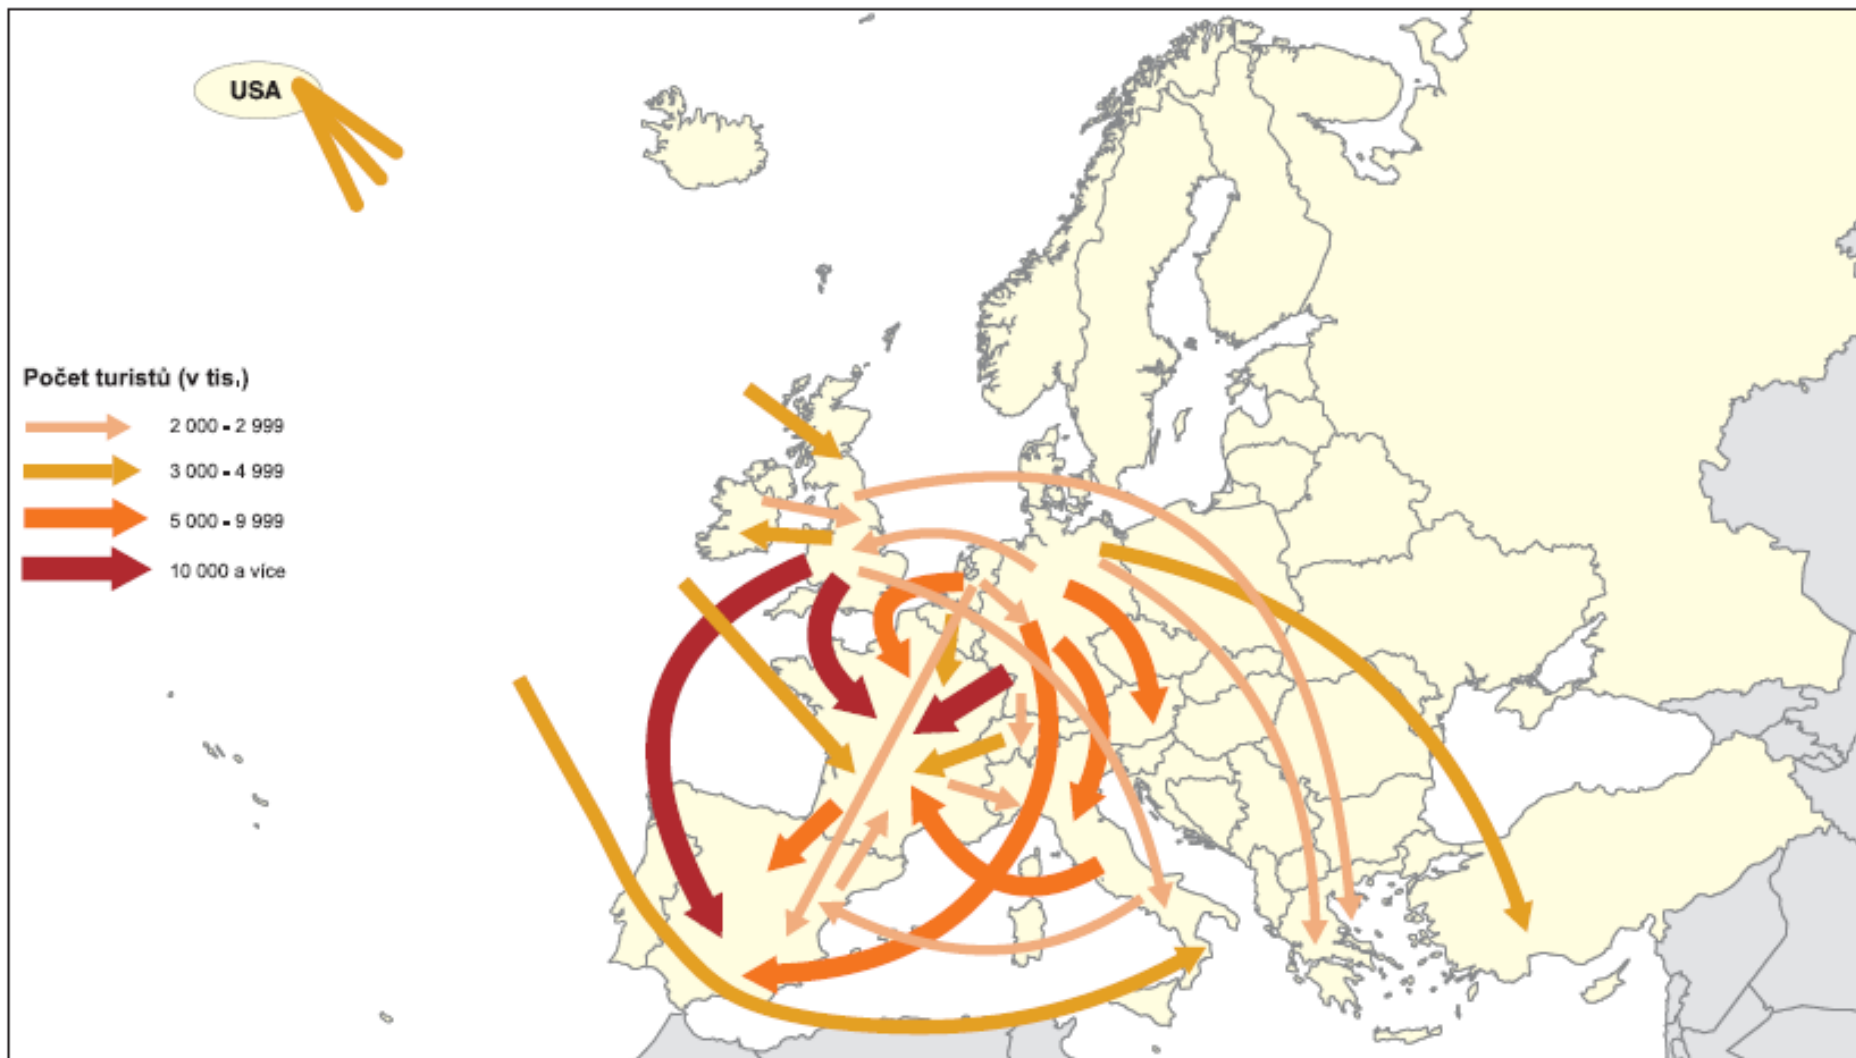 USA
Počet turistů (v tis.)
2 000 - 2 999
3 000 - 4 999
5 000 - 9 999
10 000 a více